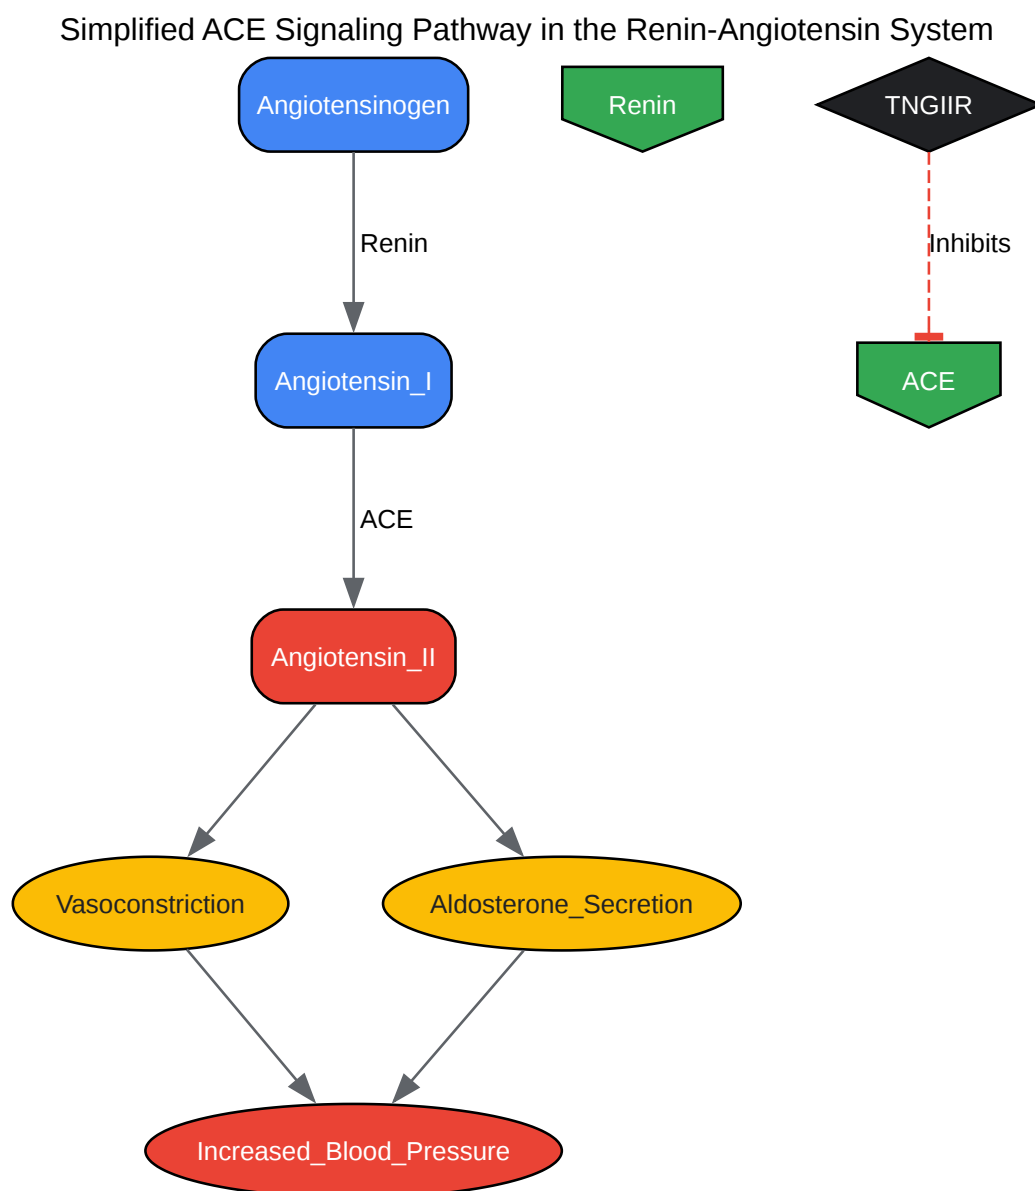 Simplified ACE Signaling Pathway in the Renin-Angiotensin System
Angiotensinogen
Renin
TNGIIR
Renin
Inhibits
Angiotensin_I
ACE
ACE
Angiotensin_II
Vasoconstriction
Aldosterone_Secretion
Increased_Blood_Pressure